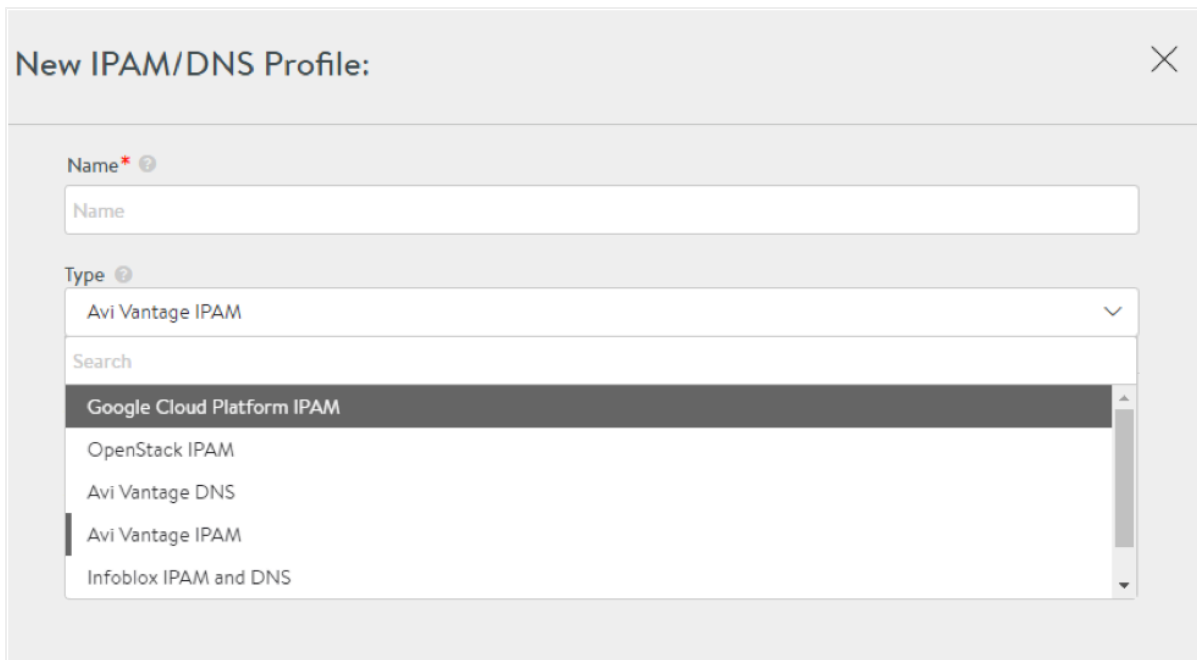 New IPAM/DNS Profile:
Name*
Name
Type
Avi Vantage IPAM
Search
Google Cloud Platform IPAM
OpenStack IPAM
Avi Vantage DNS
Avi Vantage IPAM
Infoblox IPAM and DNS